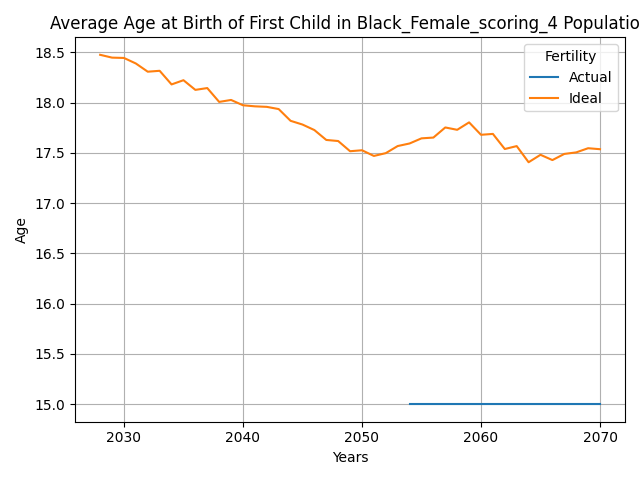 Average Age at Birth of First Child in Black_Female_scoring_4 Populatio
Fertility
Actual
Ideal
18.5
18.0
17.5
17.0
16.5
16.0
15.5
15.0
Age
2030 2040 2050 2060 2070
Years